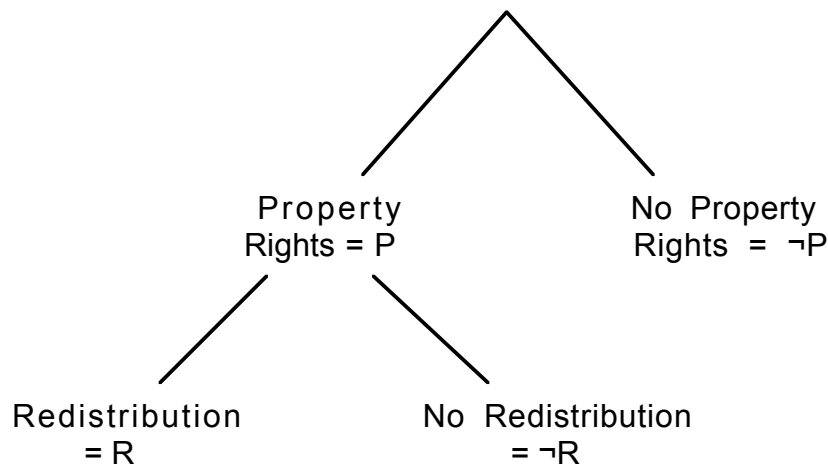 Property
Rights = P
No Property
Rights = ¬P
Redistribution
= R
No Redistribution
= ¬R